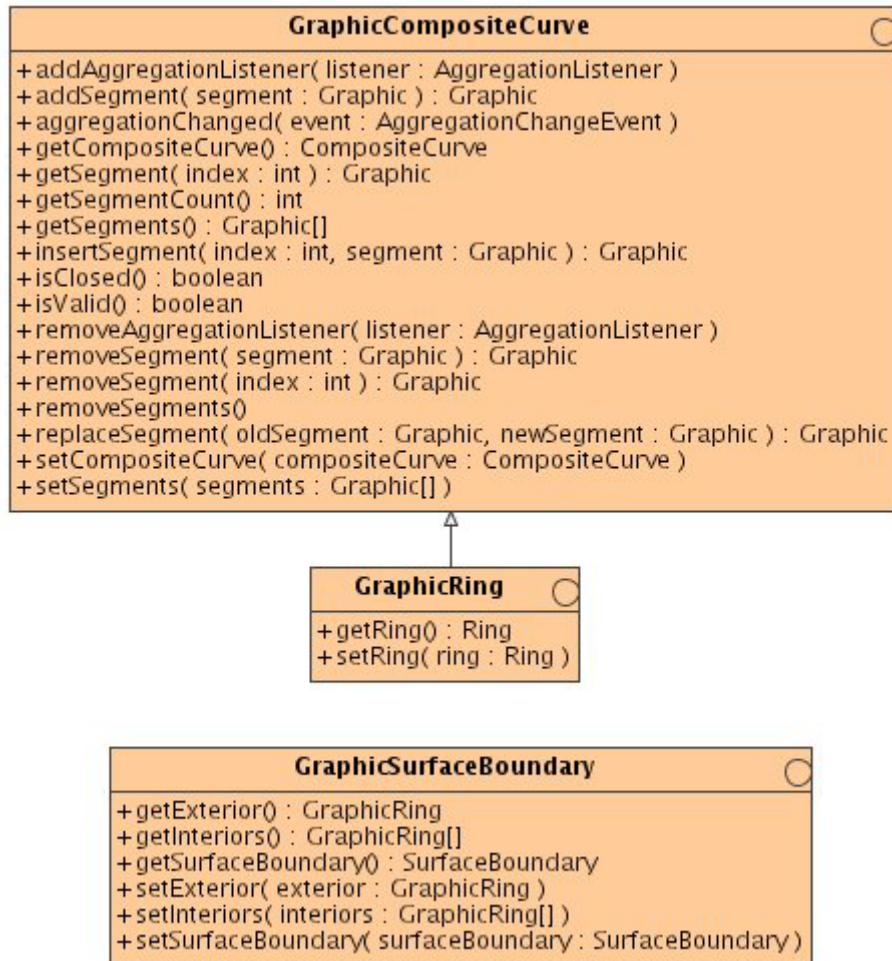 GraphicCompositeCurve
+addAggregationListener( listener : AggregationListener )
+addSegment( segment : Graphic ) : Graphic
+aggregationChanged( event : AggregationChangeEvent )
+getCompositeCurve() : CompositeCurve
+getSegment( index : int ) : Graphic
+getSegmentCount() : int
+getSegments() : Graphic[]
+insertSegment( index : int, segment : Graphic ) : Graphic
+isClosed() : boolean
+isValid() : boolean
+removeAggregationListener( listener : AggregationListener )
+removeSegment( segment : Graphic ) : Graphic
+removeSegment( index : int ) : Graphic
+removeSegments()
+replaceSegment( oldSegment : Graphic, newSegment : Graphic ) : Graphic
+setCompositeCurve( compositeCurve : CompositeCurve )
+setSegments( segments : Graphic[] )
GraphicRing
+getRing() : Ring
+setRing( ring : Ring )
GraphicSurfaceBoundary
+getExterior() : GraphicRing
+getInteriors() : GraphicRing[]
+getSurfaceBoundary() : SurfaceBoundary
+setExterior( exterior : GraphicRing )
+setInteriors( interiors : GraphicRing[] )
+setSurfaceBoundary( surfaceBoundary : SurfaceBoundary )